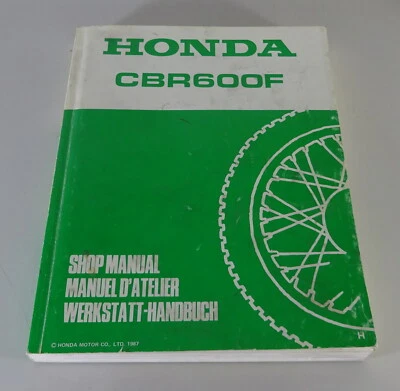 HONDA
CBR600F
SHOP MANUAL
MANUEL D'ATELIER
WERKSTATT-HANDBUCH
© HONDA MOTOR CO., LTD. 1987
H